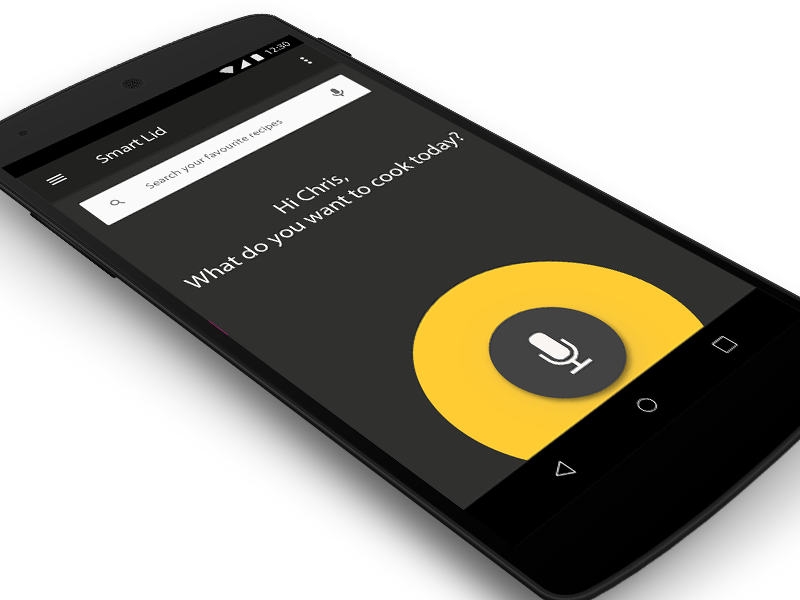 12:30
Smart Lid
Search your favourite recipes
Hi Chris,
What do you want to cook today?